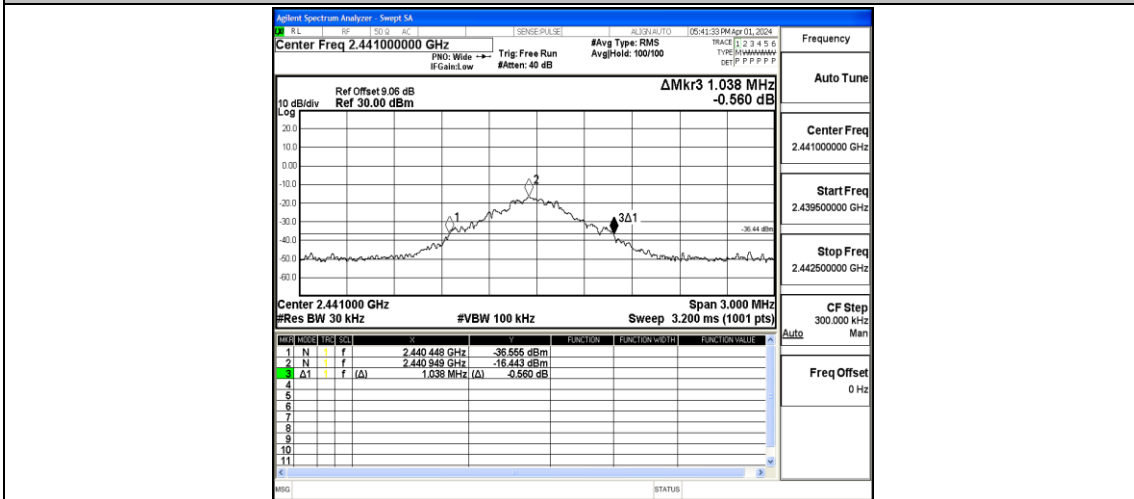 Agilent Spectrum Analyzer - Swept SA
RL RF 50 Ω AC SENSE:PULSE ALIGNAUTO 05:41:33 PM Apr 01, 2024
Center Freq 2.441000000 GHz
#Avg Type: RMS
TRACE 1 2 3 4 5 6
PNO: Wide Trig: Free Run Avg|Hold: 100/100
TYPE MWWWWW
IFGain:Low #Atten: 40 dB
DET P P P P P P
ΔMkr3 1.038 MHz
-0.560 dB
Ref Offset 9.06 dB
10 dB/div Ref 30.00 dBm
Log
20.0
10.0
0.00
-10.0
-20.0
-30.0
-40.0
-50.0
-60.0
1
2
3Δ1
-36.44 dBm
Center 2.441000 GHz Span 3.000 MHz
#Res BW 30 kHz #VBW 100 kHz Sweep 3.200 ms (1001 pts)
MKR MODE TRC SCL X Y FUNCTION FUNCTION WIDTH FUNCTION VALUE
1 N 1 f 2.440 448 GHz -36.555 dBm
2 N 1 f 2.440 949 GHz -16.443 dBm
3 Δ1 1 f (Δ) 1.038 MHz (Δ) -0.560 dB
4
5
6
7
8
9
10
11
MSG STATUS
Frequency
Auto Tune
Center Freq
2.441000000 GHz
Start Freq
2.439500000 GHz
Stop Freq
2.442500000 GHz
CF Step
300.000 kHz
Auto Man
Freq Offset
0 Hz